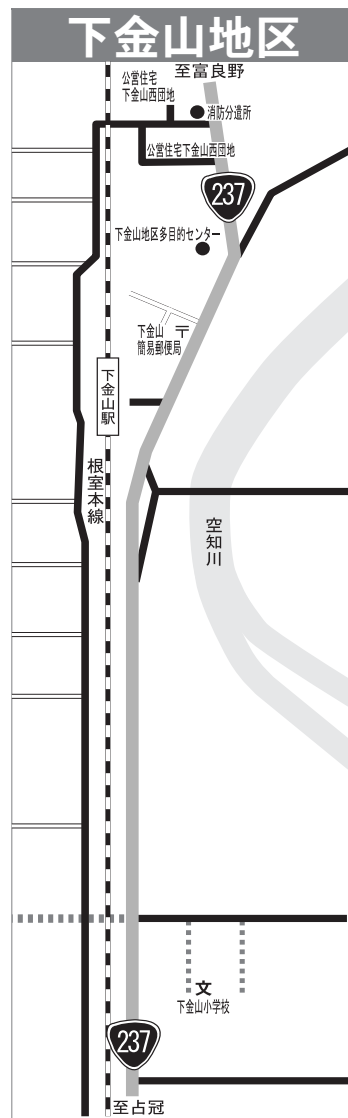 下金山地区
至富良野
公営住宅
下金山西団地
消防分遣所
公営住宅下金山西団地
237
下金山地区多目的センター
下金山
簡易郵便局
〒
下金山駅
根室本線
空知川
文
下金山小学校
237
至占冠